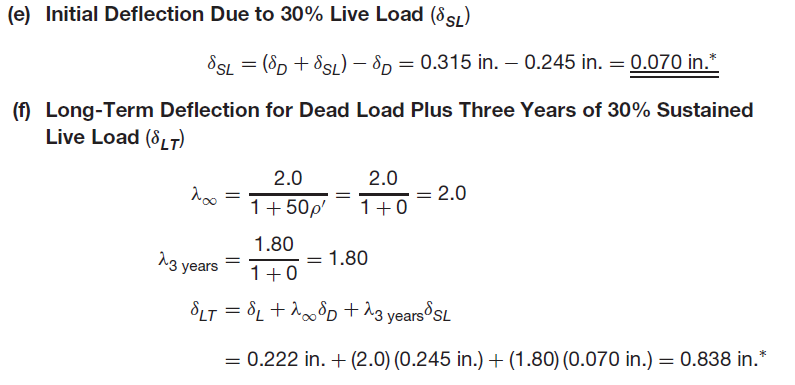 (e) Initial Deflection Due to 30% Live Load (δ_SL)
δ_SL = (δ_D + δ_SL) − δ_D = 0.315 in. − 0.245 in. = 0.070 in.*
(f) Long-Term Deflection for Dead Load Plus Three Years of 30% Sustained
Live Load (δ_LT)
λ_∞ = 2.0 / (1 + 50ρ′) = 2.0 / (1 + 0) = 2.0
λ_3 years = 1.80 / (1 + 0) = 1.80
δ_LT = δ_L + λ_∞δ_D + λ_3 yearsδ_SL
= 0.222 in. + (2.0)(0.245 in.) + (1.80)(0.070 in.) = 0.838 in.*